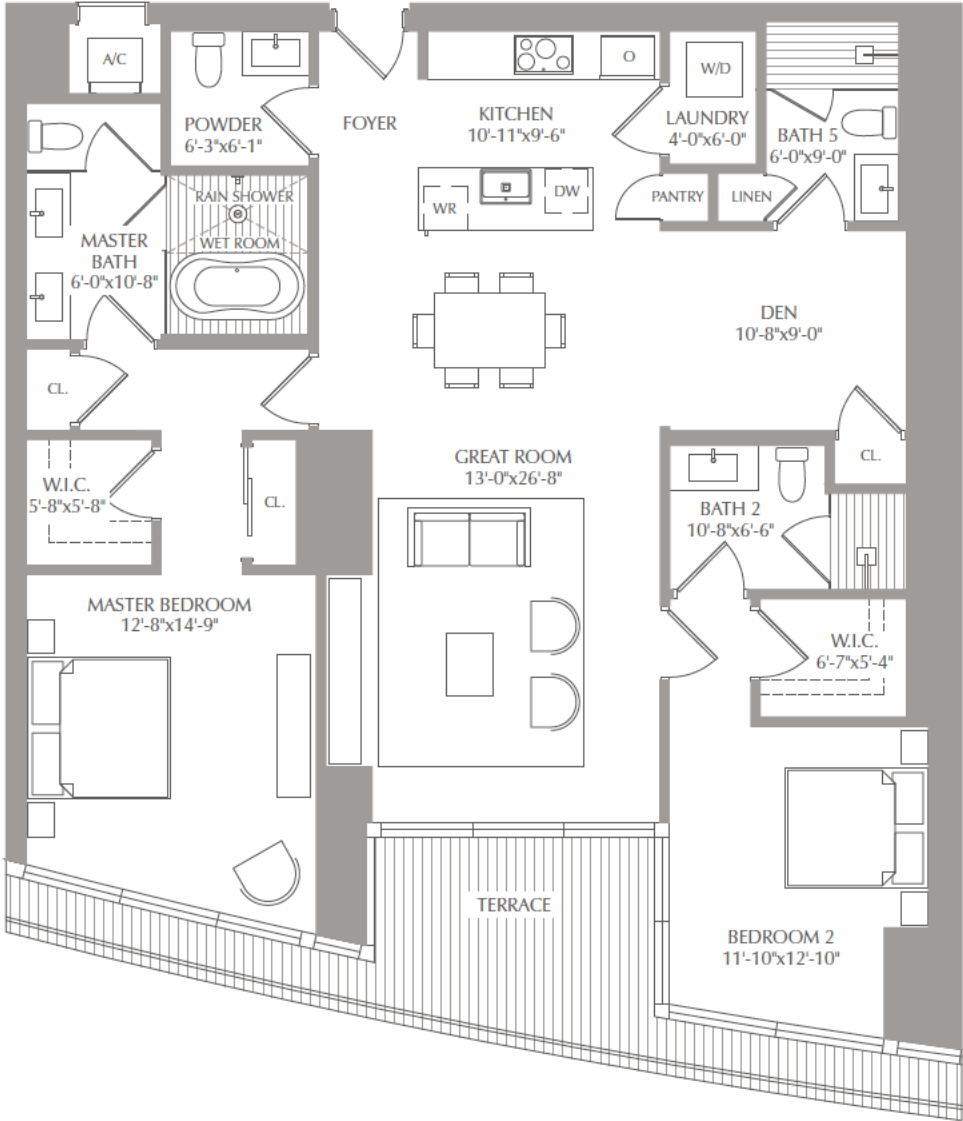 A/C
POWDER
6'-3"x6'-1"
FOYER
KITCHEN
10'-11"x9'-6"
O
W/D
LAUNDRY
4'-0"x6'-0"
BATH 5
6'-0"x9'-0"
RAIN SHOWER
WET ROOM
MASTER
BATH
6'-0"x10'-8"
WR
DW
PANTRY
LINEN
DEN
10'-8"x9'-0"
CL.
W.I.C.
5'-8"x5'-8"
CL.
GREAT ROOM
13'-0"x26'-8"
CL.
BATH 2
10'-8"x6'-6"
MASTER BEDROOM
12'-8"x14'-9"
W.I.C.
6'-7"x5'-4"
TERRACE
BEDROOM 2
11'-10"x12'-10"